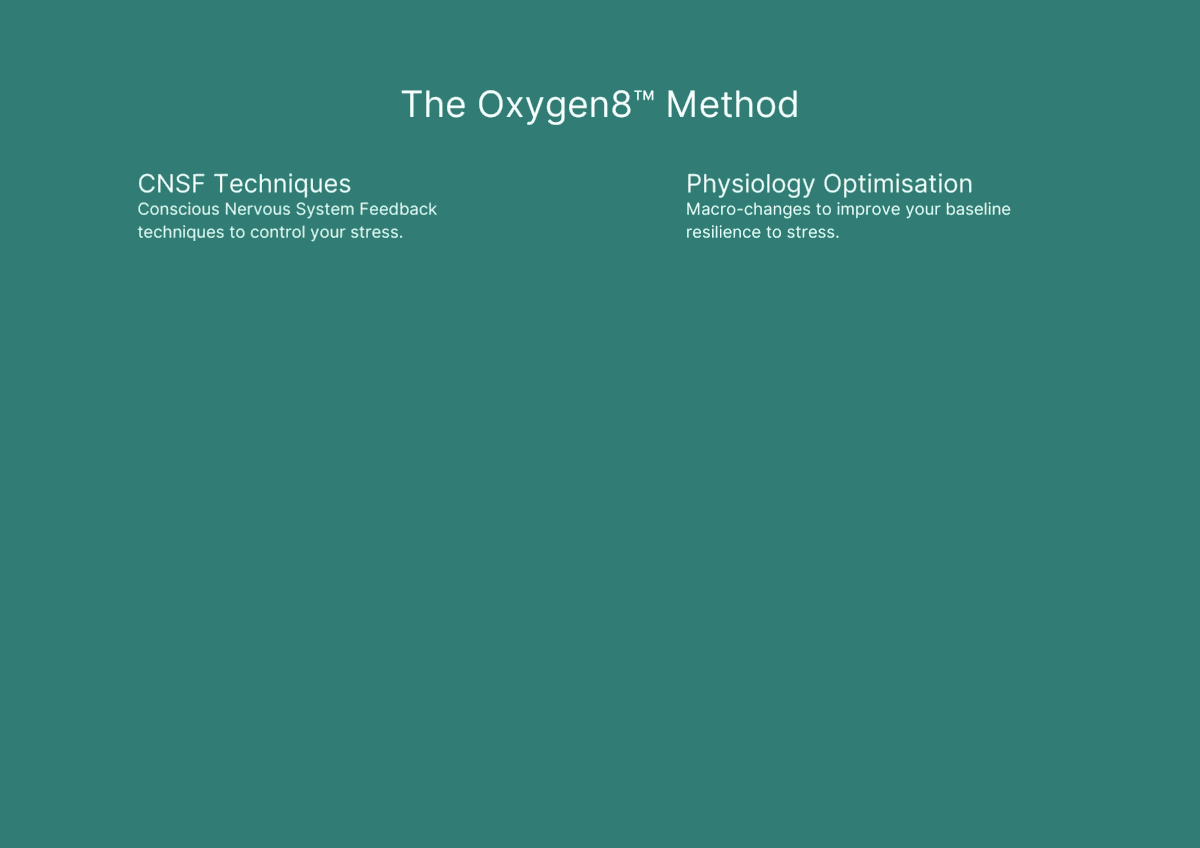 The Oxygen8™ Method
CNSF Techniques
Conscious Nervous System Feedback
techniques to control your stress.
Physiology Optimisation
Macro-changes to improve your baseline
resilience to stress.